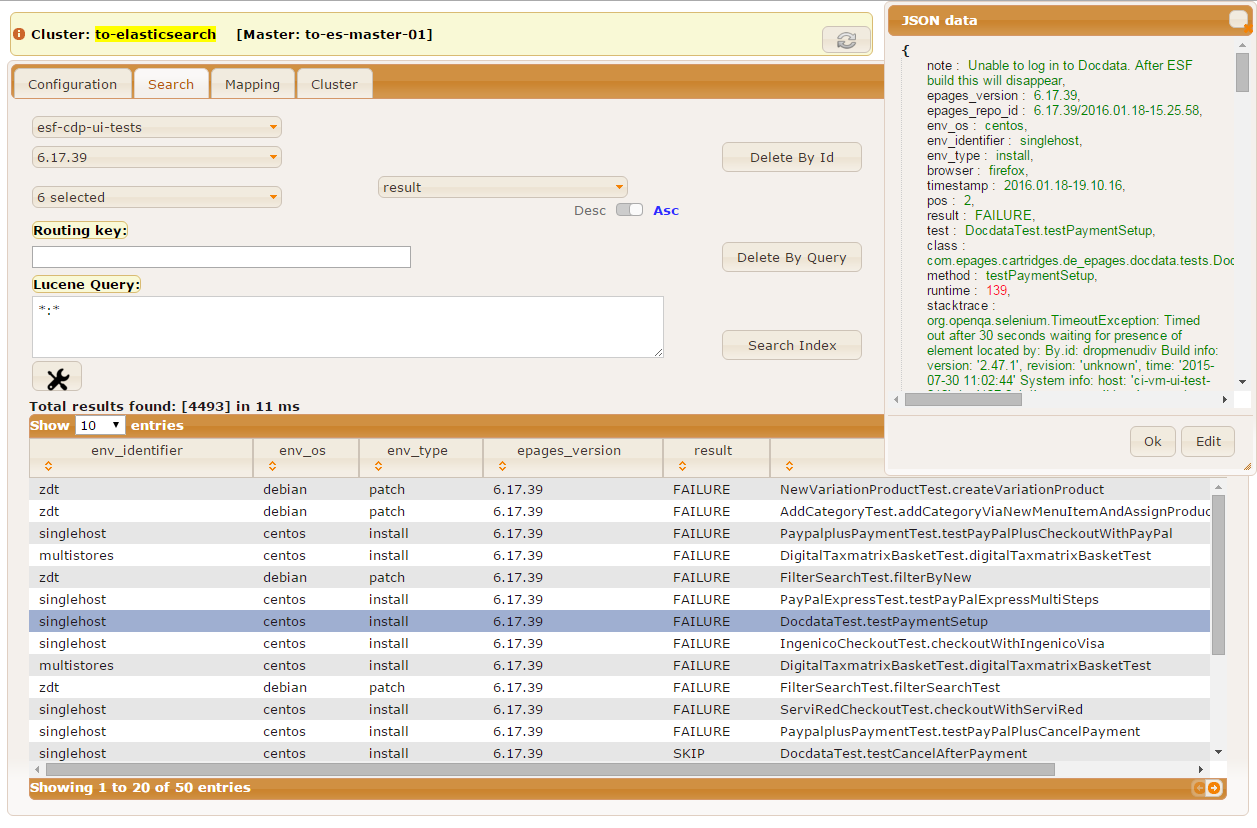 Cluster: to-elasticsearch [Master: to-es-master-01]
Configuration
Search
Mapping
Cluster
esf-cdp-ui-tests
6.17.39
Delete By Id
6 selected
result
Desc
Asc
Routing key:
Delete By Query
Lucene Query:
*:*
Search Index
Total results found: [4493] in 11 ms
Show 10 entries
env_identifier env_os env_type epages_version result
zdt debian patch 6.17.39 FAILURE NewVariationProductTest.createVariationProduct
zdt debian patch 6.17.39 FAILURE AddCategoryTest.addCategoryViaNewMenuItemAndAssignProduc
singlehost centos install 6.17.39 FAILURE PaypalplusPaymentTest.testPayPalPlusCheckoutWithPayPal
multistores centos install 6.17.39 FAILURE DigitalTaxmatrixBasketTest.digitalTaxmatrixBasketTest
zdt debian patch 6.17.39 FAILURE FilterSearchTest.filterByNew
singlehost centos install 6.17.39 FAILURE PayPalExpressTest.testPayPalExpressMultiSteps
singlehost centos install 6.17.39 FAILURE DocdataTest.testPaymentSetup
singlehost centos install 6.17.39 FAILURE IngenicoCheckoutTest.checkoutWithIngenicoVisa
multistores centos install 6.17.39 FAILURE DigitalTaxmatrixBasketTest.digitalTaxmatrixBasketTest
zdt debian patch 6.17.39 FAILURE FilterSearchTest.filterSearchTest
singlehost centos install 6.17.39 FAILURE ServiRedCheckoutTest.checkoutWithServiRed
singlehost centos install 6.17.39 FAILURE PaypalplusPaymentTest.testPayPalPlusCancelPayment
singlehost centos install 6.17.39 SKIP DocdataTest.testCancelAfterPayment
Showing 1 to 20 of 50 entries
JSON data
{
note : Unable to log in to Docdata. After ESF
build this will disappear,
epages_version : 6.17.39,
epages_repo_id : 6.17.39/2016.01.18-15.25.58,
env_os : centos,
env_identifier : singlehost,
env_type : install,
browser : firefox,
timestamp : 2016.01.18-19.10.16,
pos : 2,
result : FAILURE,
test : DocdataTest.testPaymentSetup,
class :
com.epages.cartridges.de_epages.docdata.tests.Doc
method : testPaymentSetup,
runtime : 139,
stacktrace :
org.openqa.selenium.TimeoutException: Timed
out after 30 seconds waiting for presence of
element located by: By.id: dropmenudiv Build info:
version: '2.47.1', revision: 'unknown', time: '2015-
07-30 11:02:44' System info: host: 'ci-vm-ui-test-
Ok
Edit